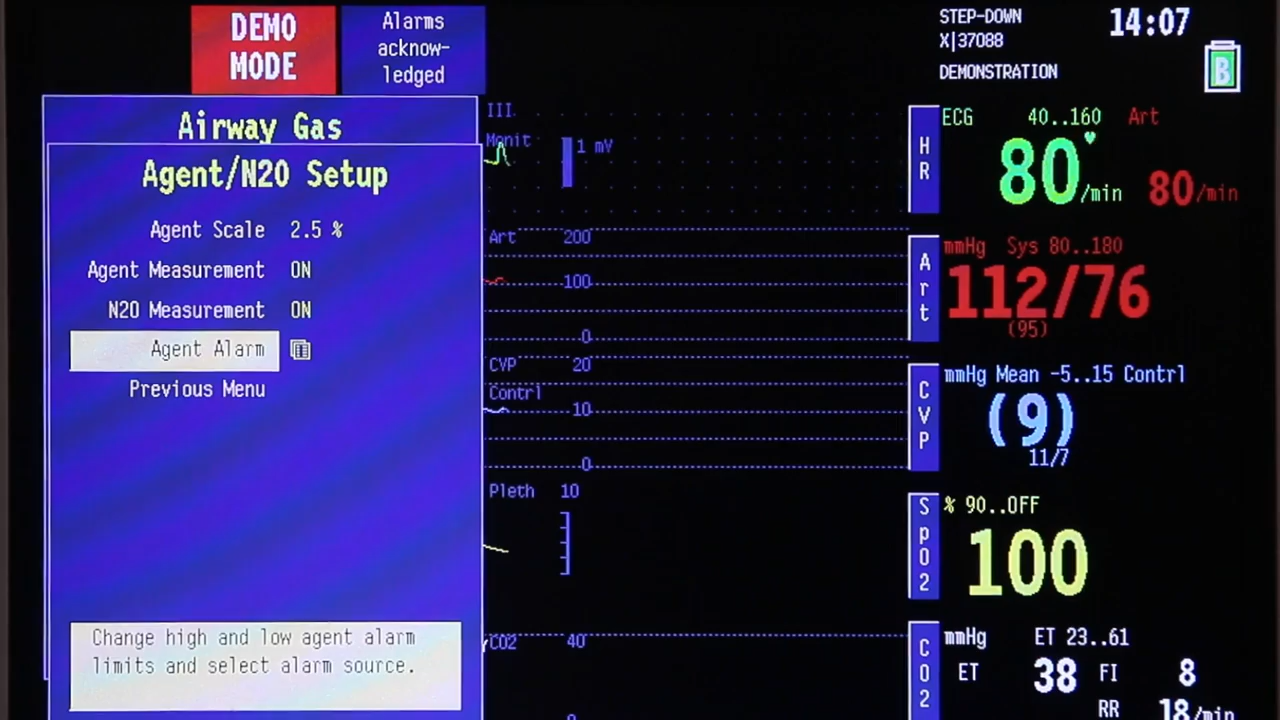 DEMO
MODE
Alarms
acknow-
ledged
STEP-DOWN
X|37088
DEMONSTRATION
14:07
B
Airway Gas
Agent/N2O Setup
Agent Scale 2.5 %
Agent Measurement ON
N2O Measurement ON
Agent Alarm
Previous Menu
Change high and low agent alarm
limits and select alarm source.
III
Monit
1 mV
Art 200
100
0
CVP 20
Contrl
10
0
Pleth 10
CO2 40
HR
ECG 40..160 Art
80/min 80/min
Art
mmHg Sys 80..180
112/76
(95)
CVP
mmHg Mean -5..15 Contrl
(9)
11/7
SpO2
% 90..OFF
100
CO2
mmHg ET 23..61
ET 38 FI 8
RR 18/min